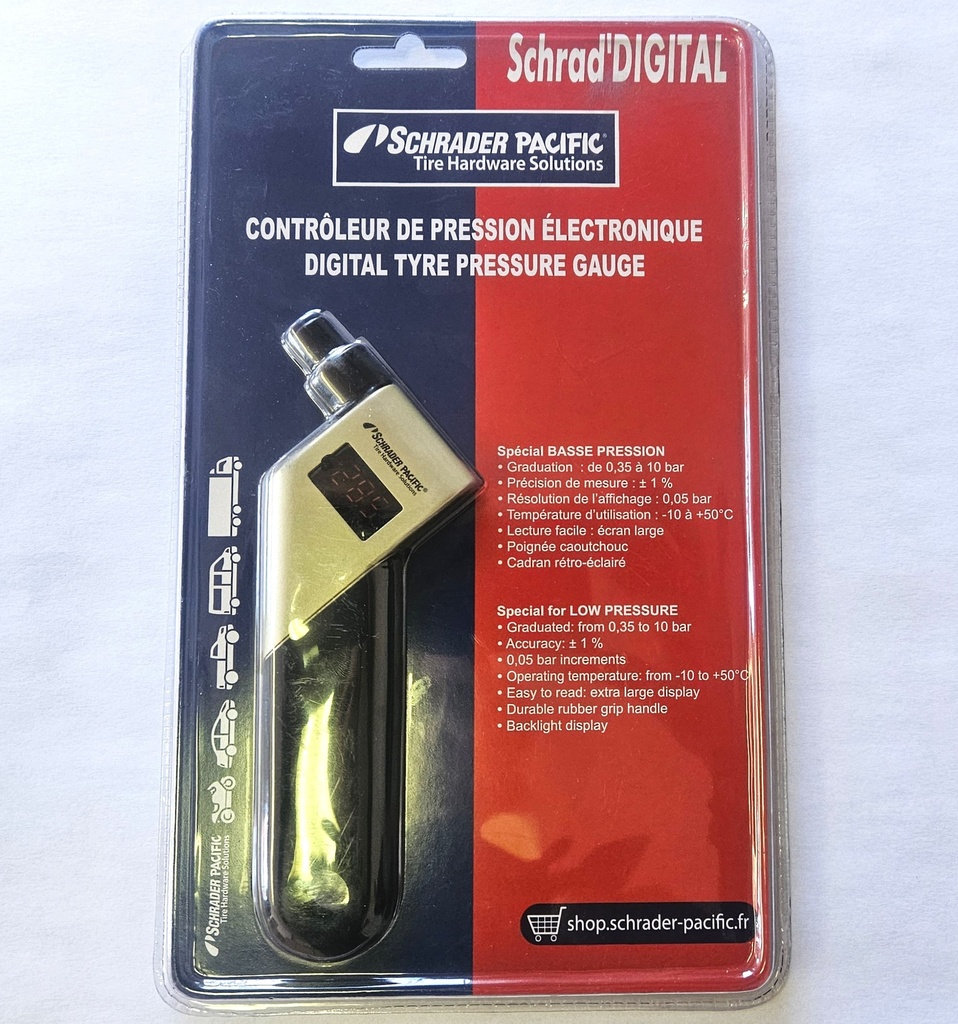 Schrad'DIGITAL
SCHRADER PACIFIC®
Tire Hardware Solutions
CONTRÔLEUR DE PRESSION ÉLECTRONIQUE
DIGITAL TYRE PRESSURE GAUGE
SCHRADER PACIFIC®
Tire Hardware Solutions
Spécial BASSE PRESSION
• Graduation : de 0,35 à 10 bar
• Précision de mesure : ± 1 %
• Résolution de l'affichage : 0,05 bar
• Température d'utilisation : -10 à +50°C
• Lecture facile : écran large
• Poignée caoutchouc
• Cadran rétro-éclairé
Special for LOW PRESSURE
• Graduated: from 0,35 to 10 bar
• Accuracy: ± 1 %
• 0,05 bar increments
• Operating temperature: from -10 to +50°C
• Easy to read: extra large display
• Durable rubber grip handle
• Backlight display
SCHRADER PACIFIC
Tire Hardware Solutions
shop.schrader-pacific.fr